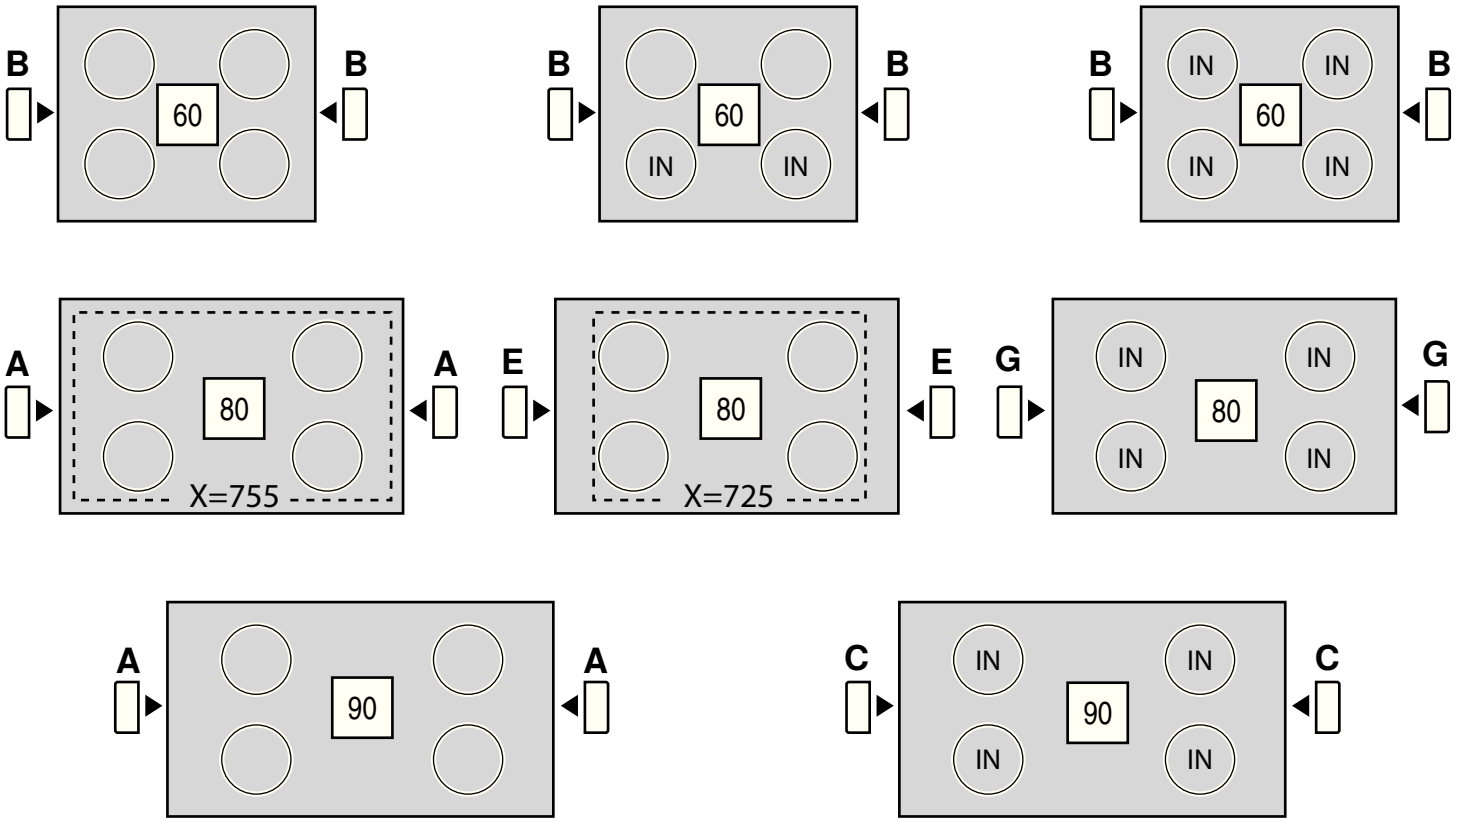 B B B B B B
60 60 60
IN IN
IN IN
IN IN
A A E E G G
80 80 80
IN IN
IN IN
X=755 X=725
A A C C
90 90
IN IN
IN IN